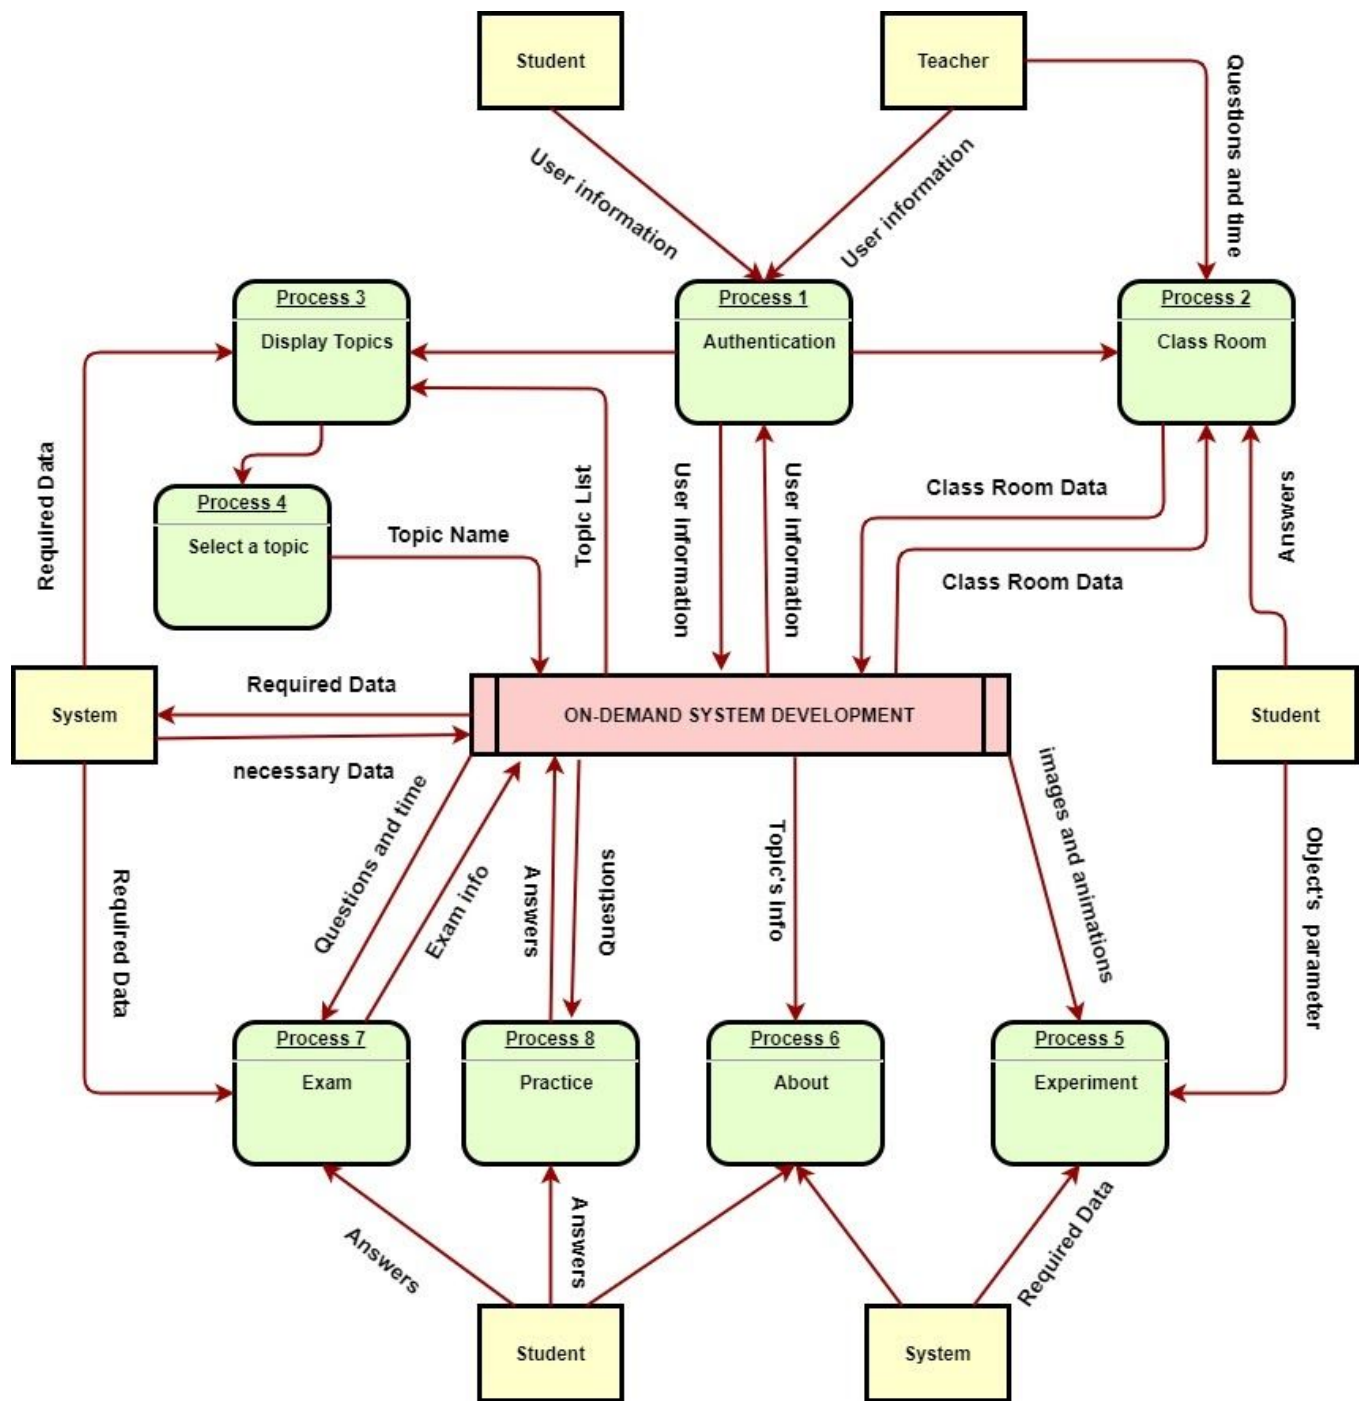 Student
Teacher
Questions and time
User information
User information
Process 3
Display Topics
Process 1
Authentication
Process 2
Class Room
Required Data
Process 4
Select a topic
Topic Name
Topic List
User information
User information
Class Room Data
Class Room Data
Answers
System
Required Data
necessary Data
ON-DEMAND SYSTEM DEVELOPMENT
Student
Required Data
Questions and time
Exam info
Answers
Questions
Topic's info
images and animations
Object's parameter
Process 7
Exam
Process 8
Practice
Process 6
About
Process 5
Experiment
Answers
Answers
Required Data
Student
System